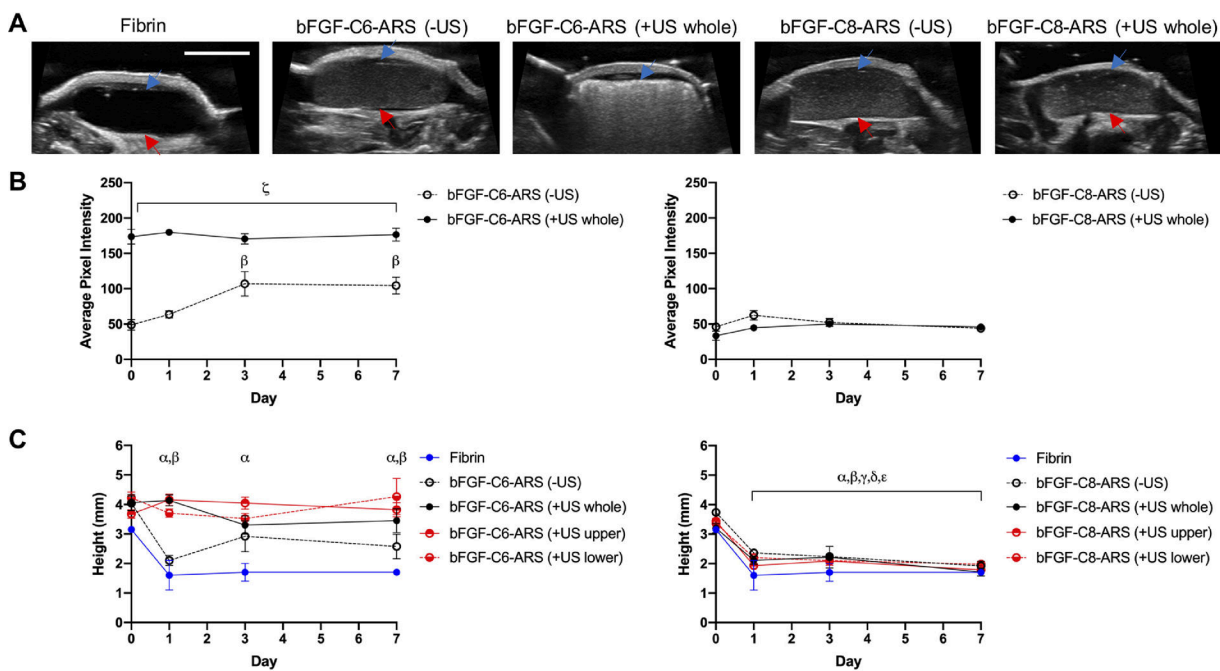 A
Fibrin
bFGF-C6-ARS (-US)
bFGF-C6-ARS (+US whole)
bFGF-C8-ARS (-US)
bFGF-C8-ARS (+US whole)
B
Average Pixel Intensity
250
200
150
100
50
0
ζ
β
β
0 1 2 3 4 5 6 7
Day
bFGF-C6-ARS (-US)
bFGF-C6-ARS (+US whole)
Average Pixel Intensity
250
200
150
100
50
0
0 1 2 3 4 5 6 7
Day
bFGF-C8-ARS (-US)
bFGF-C8-ARS (+US whole)
C
Height (mm)
6
5
4
3
2
1
0
α,β
α
α,β
0 1 2 3 4 5 6 7
Day
Fibrin
bFGF-C6-ARS (-US)
bFGF-C6-ARS (+US whole)
bFGF-C6-ARS (+US upper)
bFGF-C6-ARS (+US lower)
Height (mm)
6
5
4
3
2
1
0
α,β,γ,δ,ε
0 1 2 3 4 5 6 7
Day
Fibrin
bFGF-C8-ARS (-US)
bFGF-C8-ARS (+US whole)
bFGF-C8-ARS (+US upper)
bFGF-C8-ARS (+US lower)